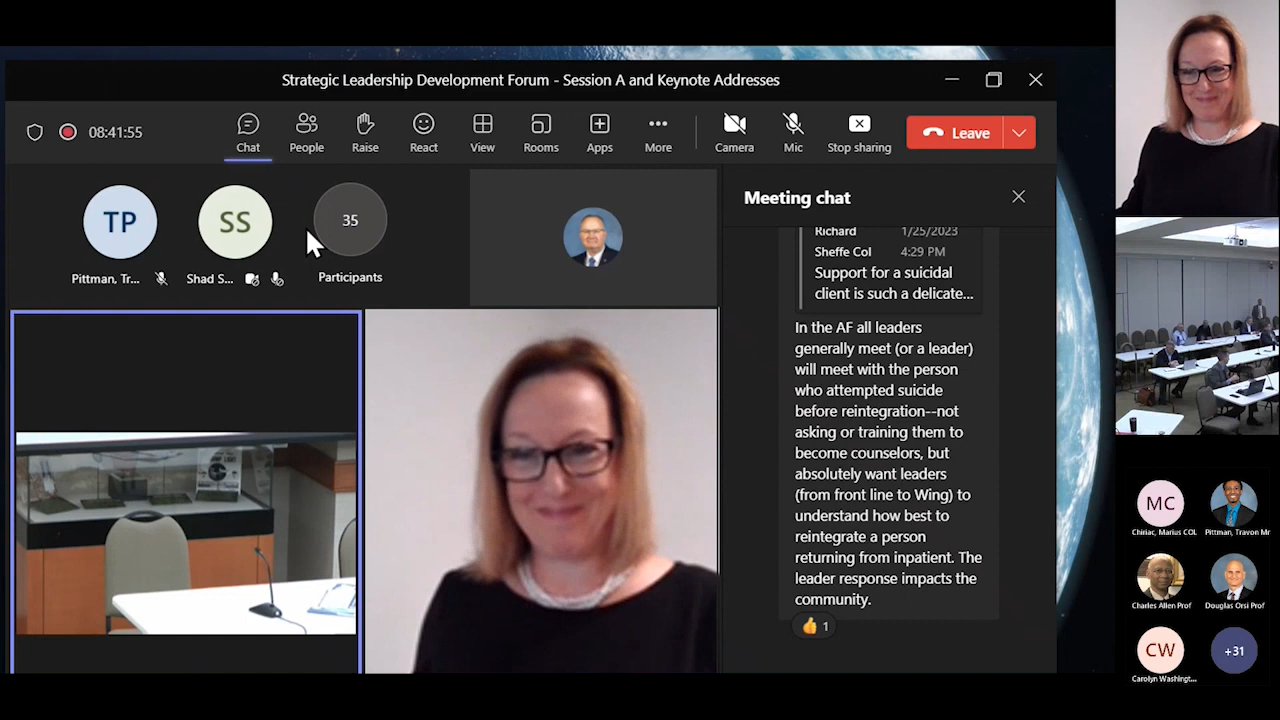 Strategic Leadership Development Forum - Session A and Keynote Addresses
08:41:55
Chat
People
Raise
React
View
Rooms
Apps
More
Camera
Mic
Stop sharing
Leave
TP
SS
35
Pittman, Tr...
Shad S...
Participants
Meeting chat
Richard 1/25/2023
Sheffe Col 4:29 PM
Support for a suicidal
client is such a delicate...
In the AF all leaders
generally meet (or a leader)
will meet with the person
who attempted suicide
before reintegration--not
asking or training them to
become counselors, but
absolutely want leaders
(from front line to Wing) to
understand how best to
reintegrate a person
returning from inpatient. The
leader response impacts the
community.
👍 1
MC
Chiriac, Marius COL
Pittman, Travon Mr
Charles Allen Prof
Douglas Orsi Prof
CW
+31
Carolyn Washingt...